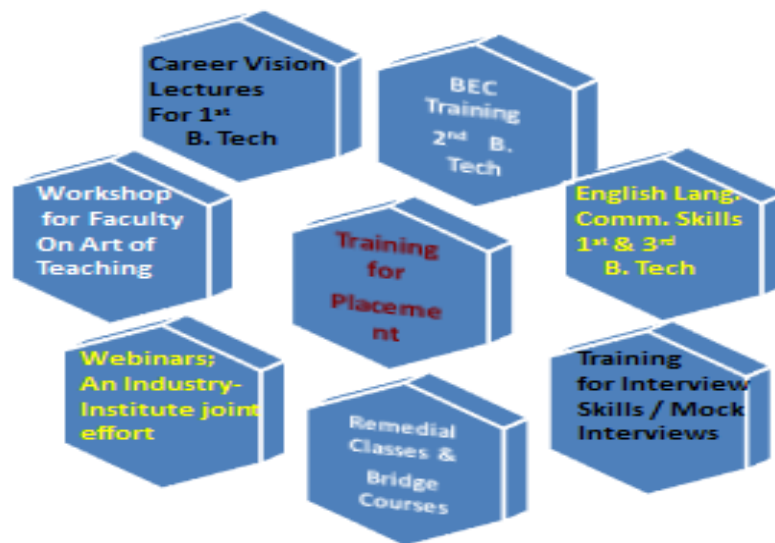 Career Vision
Lectures
For 1st
B. Tech
BEC
Training
2nd B.
Tech
Workshop
for Faculty
On Art of
Teaching
Training
for
Placeme
nt
English Lang.
Comm. Skills
1st & 3rd
B. Tech
Webinars;
An Industry-
Institute joint
effort
Remedial
Classes &
Bridge
Courses
Training
for Interview
Skills / Mock
Interviews